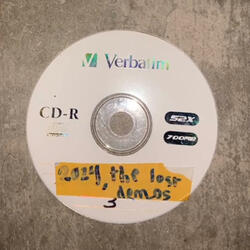 Verbatim
CD-R
52X
700MB
2024, the lost
demos
3